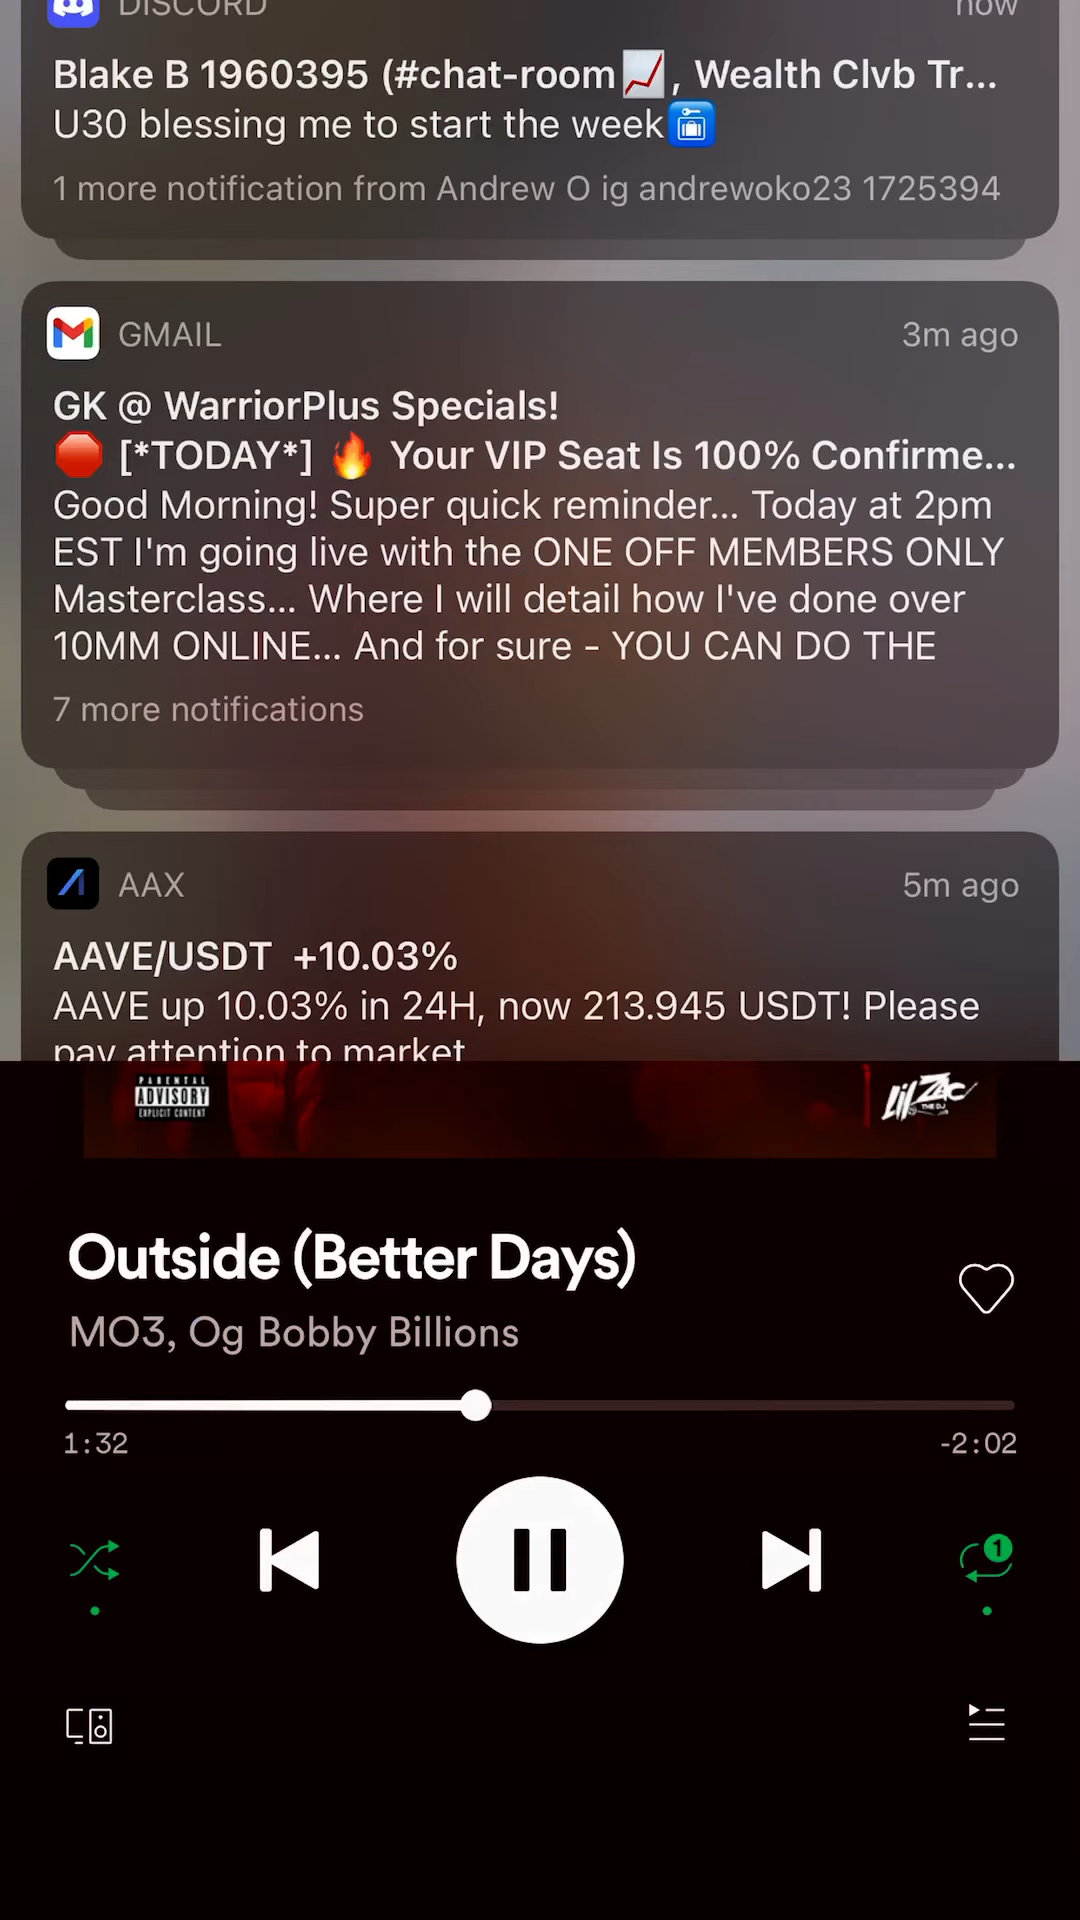 DISCORD
now
Blake B 1960395 (#chat-room📈, Wealth Clvb Tr...
U30 blessing me to start the week🛅
1 more notification from Andrew O ig andrewoko23 1725394
GMAIL
3m ago
GK @ WarriorPlus Specials!
🛑 [*TODAY*] 🔥 Your VIP Seat Is 100% Confirme...
Good Morning! Super quick reminder... Today at 2pm
EST I'm going live with the ONE OFF MEMBERS ONLY
Masterclass... Where I will detail how I've done over
10MM ONLINE... And for sure - YOU CAN DO THE
7 more notifications
AAX
5m ago
AAVE/USDT +10.03%
AAVE up 10.03% in 24H, now 213.945 USDT! Please
pay attention to market
PARENTAL
ADVISORY
EXPLICIT CONTENT
Lil Zac
THE DJ
Outside (Better Days)
MO3, Og Bobby Billions
1:32
-2:02
1